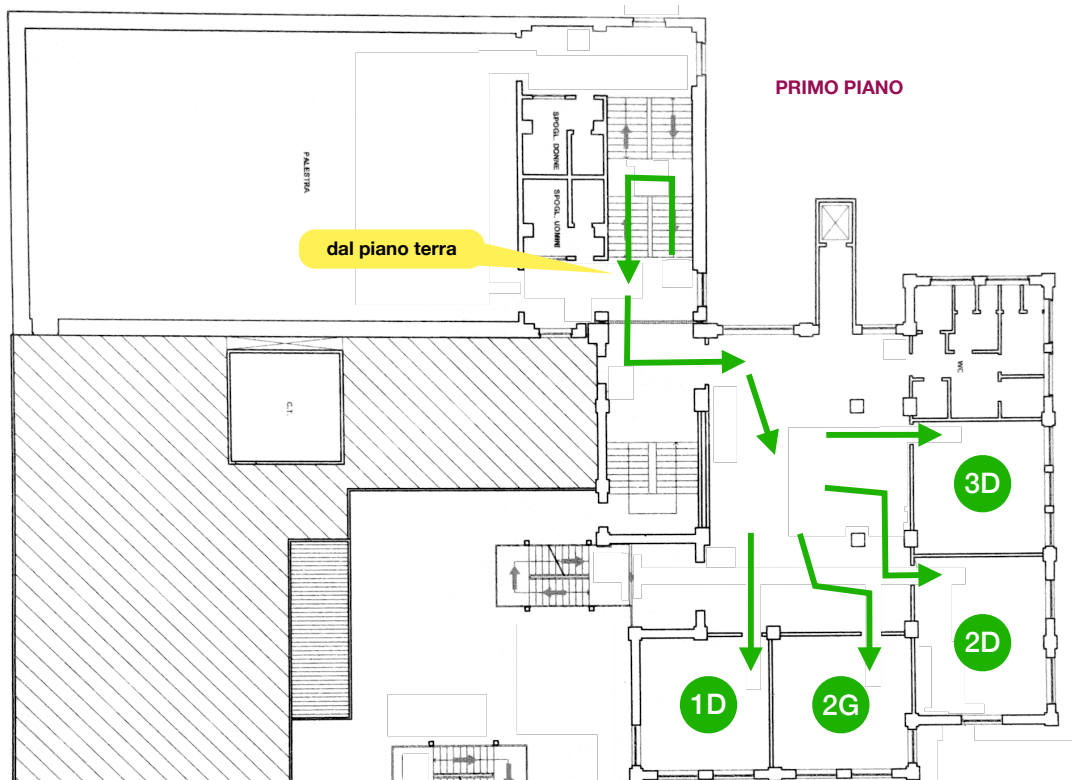 PRIMO PIANO
SPOGL. DONNE
PALESTRA
SPOGL. UOMINI
dal piano terra
WC
C.T.
3D
2D
1D
2G